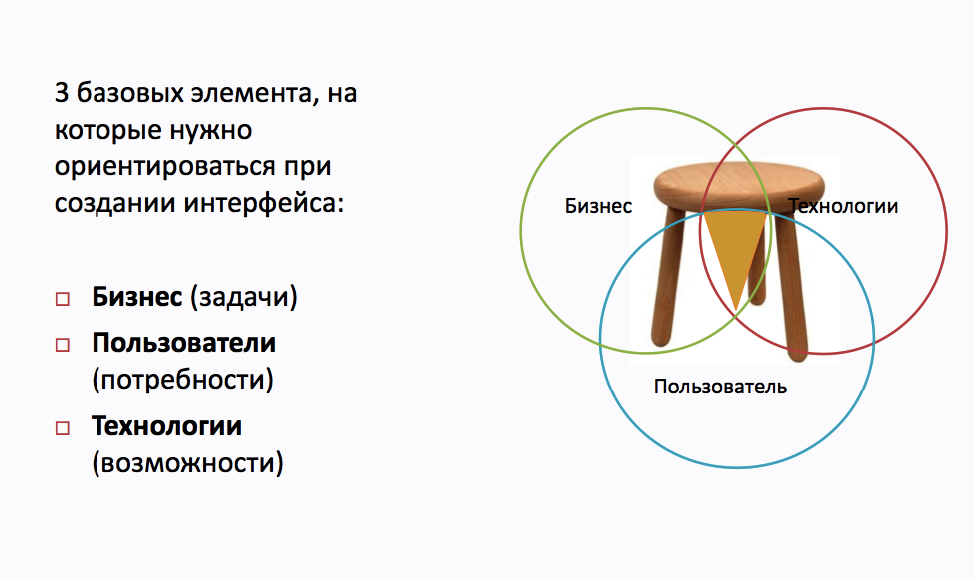 3 базовых элемента, на
которые нужно
ориентироваться при
создании интерфейса:
Бизнес (задачи)
Пользователи
(потребности)
Технологии
(возможности)
Бизнес
Технологии
Пользователь